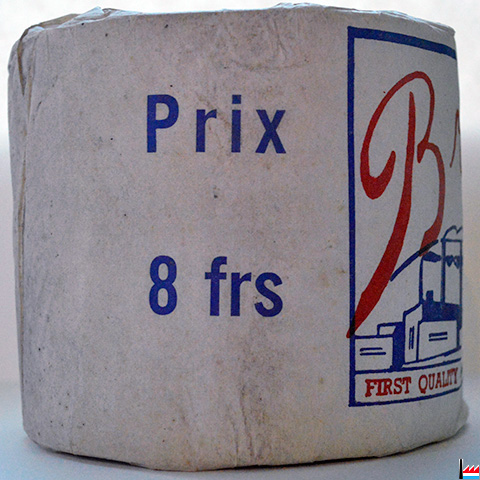 Prix
8 frs
B
FIRST QUALITY